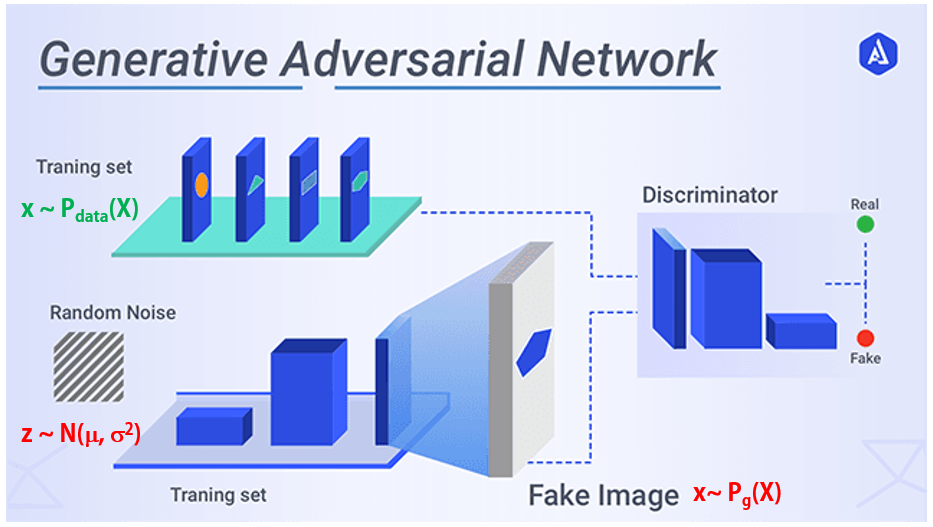 Generative Adversarial Network
Traning set
x ~ Pdata(X)
Discriminator
Real
Fake
Random Noise
z ~ N(μ, σ²)
Traning set
Fake Image x~ Pg(X)